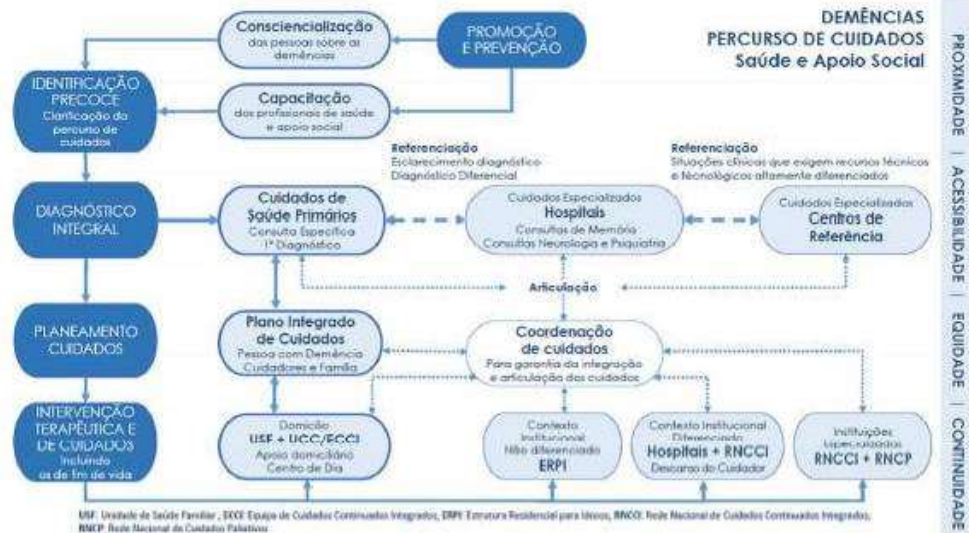 DEMÊNCIAS
PERCURSO DE CUIDADOS
Saúde e Apoio Social
PROMOÇÃO
E PREVENÇÃO
Consciencialização
das pessoas sobre as
demências
Capacitação
dos profissionais de saúde
e apoio social
IDENTIFICAÇÃO
PRECOCE
Clarificação do
percurso de
cuidados
Referenciação
Esclarecimento diagnóstico
Diagnóstico Diferencial
Referenciação
Situações clínicas que exigem recursos técnicos
e tecnológicos altamente diferenciados
DIAGNÓSTICO
INTEGRAL
Cuidados de
Saúde Primários
Consulta Específica
1º Diagnóstico
Cuidados Especializados
Hospitais
Consultas de Memória
Consultas Neurologia e Psiquiatria
Cuidados Especializados
Centros de
Referência
Articulação
PLANEAMENTO
CUIDADOS
Plano Integrado
de Cuidados
Pessoa com Demência
Cuidadores e Família
Coordenação
de cuidados
Para garantia da integração
e articulação dos cuidados
INTERVENÇÃO
TERAPÊUTICA E
DE CUIDADOS
Incluindo
os de fim de vida
Domicílio
USF + UCC/ECCI
Apoio domiciliário
Centro de Dia
Contexto
Institucional
Não diferenciado
ERPI
Contexto Institucional
Diferenciado
Hospitais + RNCCI
Descanso do Cuidador
Instituições
Especializadas
RNCCI + RNCP
USF: Unidade de Saúde Familiar, ECCI: Equipa de Cuidados Continuados Integrados, ERPI: Estrutura Residencial para Idosos, RNCCI: Rede Nacional de Cuidados Continuados Integrados,
RNCP: Rede Nacional de Cuidados Paliativos
PROXIMIDADE | ACESSIBILIDADE | EQUIDADE | CONTINUIDADE